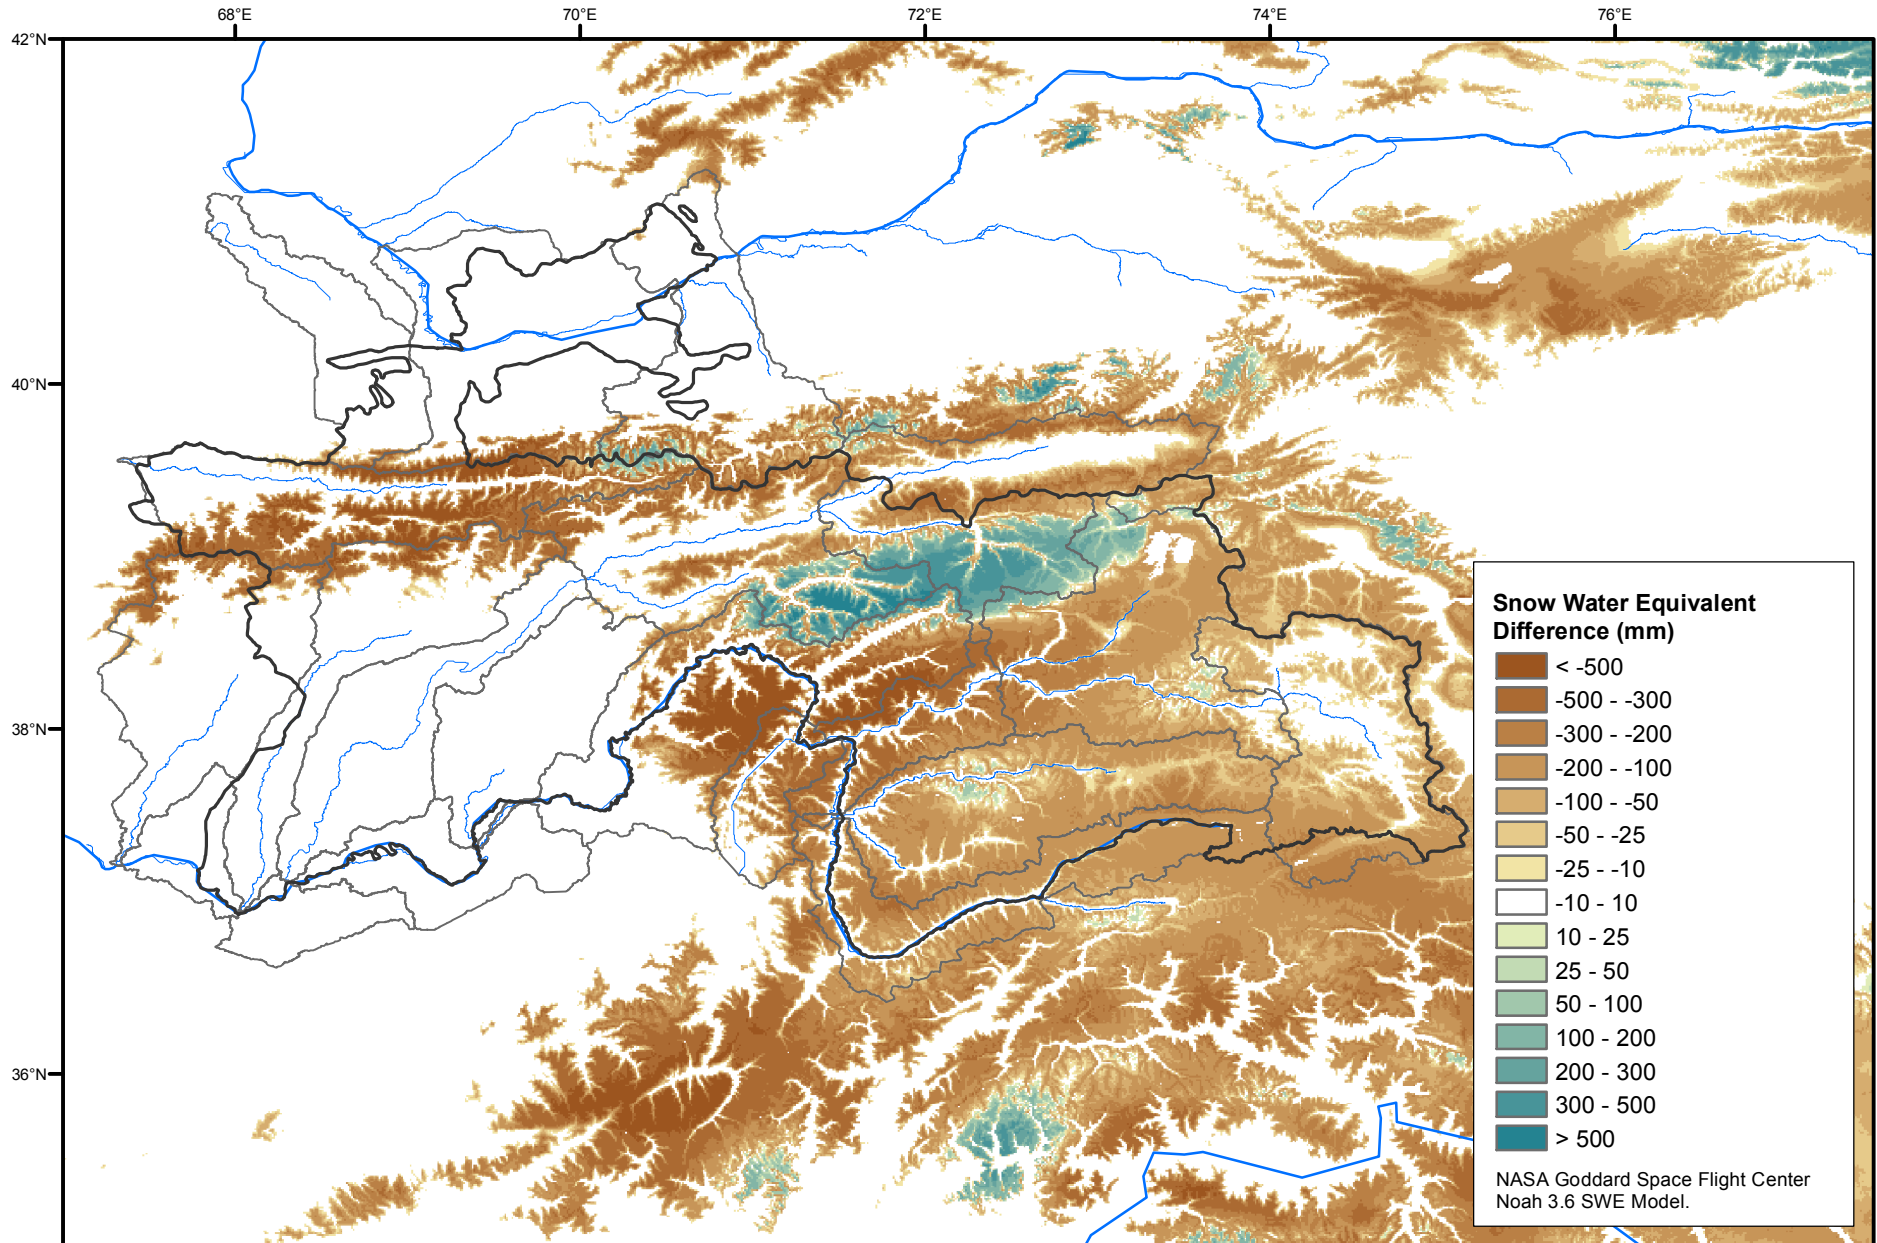 68°E 70°E 72°E 74°E 76°E
42°N
40°N
38°N
36°N
Snow Water Equivalent
Difference (mm)
< -500
-500 - -300
-300 - -200
-200 - -100
-100 - -50
-50 - -25
-25 - -10
-10 - 10
10 - 25
25 - 50
50 - 100
100 - 200
200 - 300
300 - 500
> 500
NASA Goddard Space Flight Center
Noah 3.6 SWE Model.